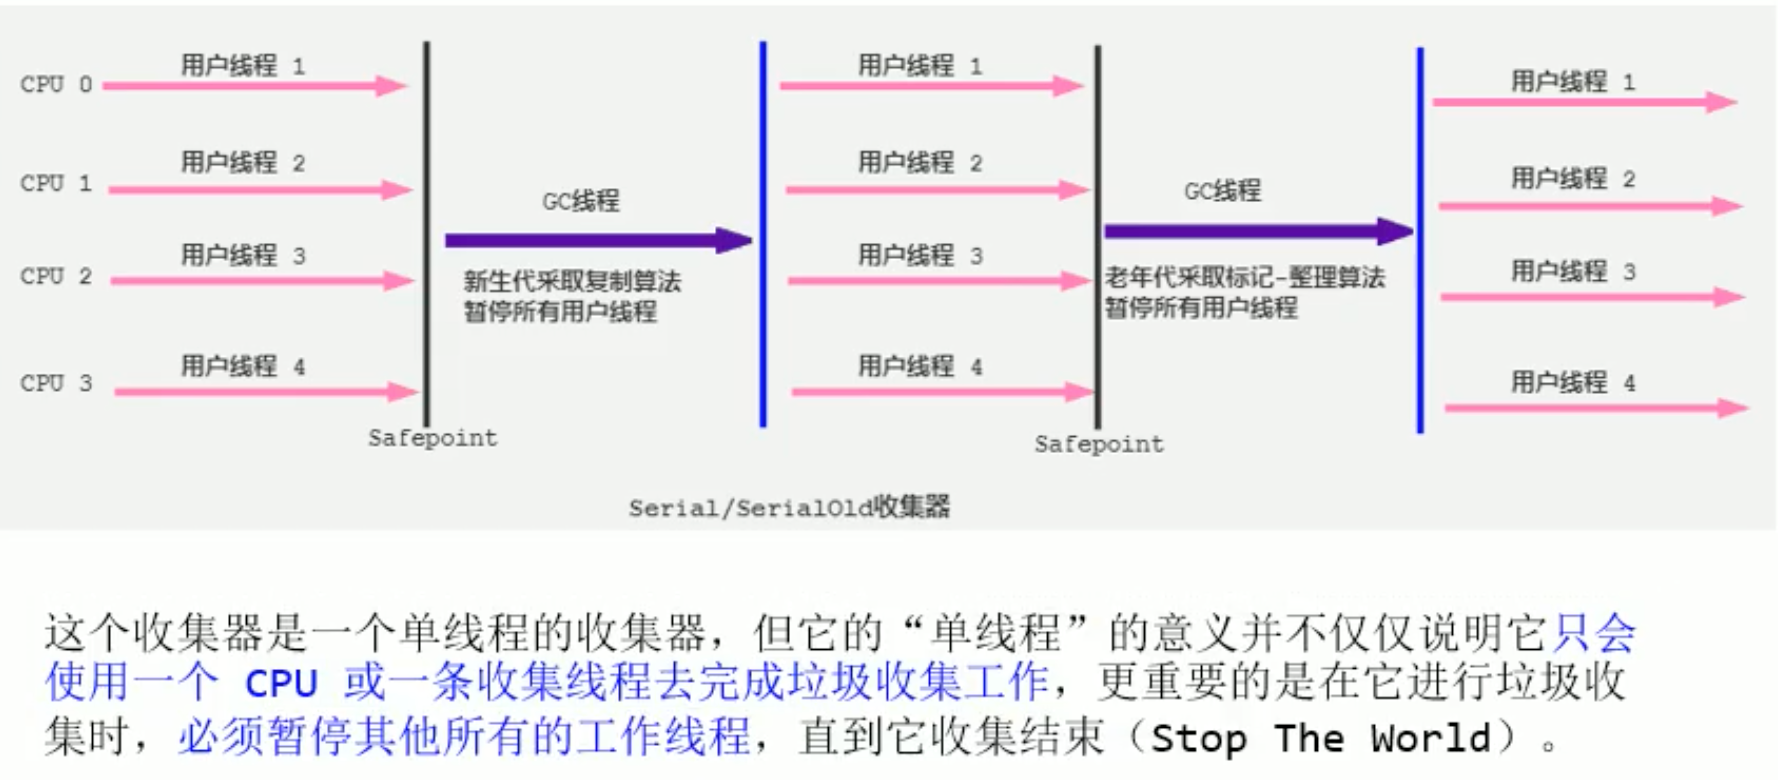 用户线程 1
用户线程 1
用户线程 1
CPU 0
用户线程 2
用户线程 2
用户线程 2
CPU 1
GC线程
GC线程
用户线程 3
用户线程 3
用户线程 3
CPU 2
新生代采取复制算法
暂停所有用户线程
老年代采取标记-整理算法
暂停所有用户线程
用户线程 4
用户线程 4
用户线程 4
CPU 3
Safepoint
Safepoint
Serial/SerialOld收集器
这个收集器是一个单线程的收集器，但它的“单线程”的意义并不仅仅说明它只会
使用一个 CPU 或一条收集线程去完成垃圾收集工作，更重要的是在它进行垃圾收
集时，必须暂停其他所有的工作线程，直到它收集结束（Stop The World）。